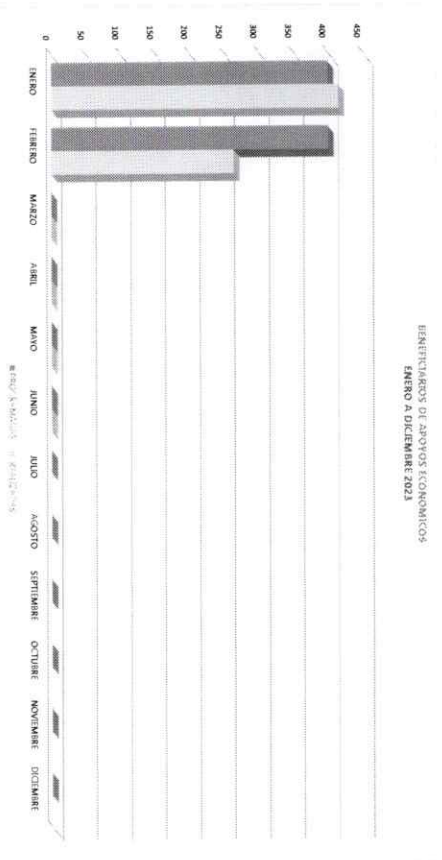 BENEFICIARIOS DE APOYOS ECONOMICOS
ENERO A DICIEMBRE 2023
450
400
350
300
250
200
150
100
50
0
ENERO
FEBRERO
MARZO
ABRIL
MAYO
JUNIO
JULIO
AGOSTO
SEPTIEMBRE
OCTUBRE
NOVIEMBRE
DICIEMBRE